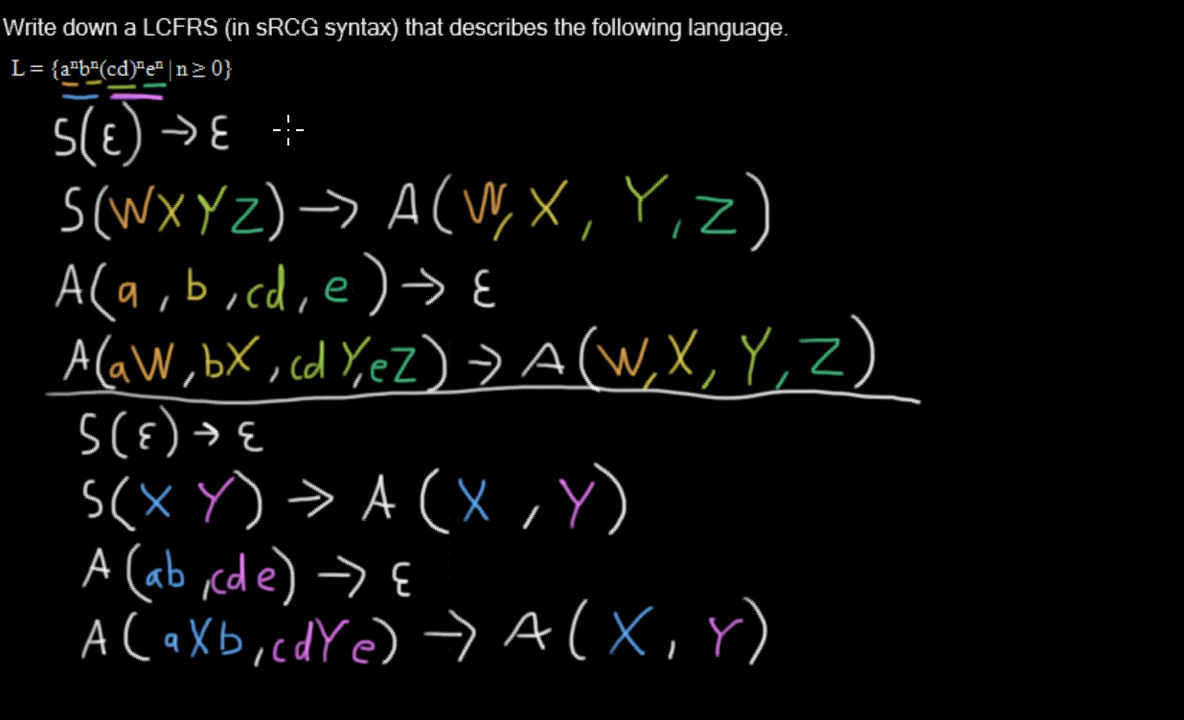 Write down a LCFRS (in sRCG syntax) that describes the following language.
L = {aⁿbⁿ(cd)ⁿeⁿ | n ≥ 0}
S(ε) → ε
S(WXYZ) → A(W, X, Y, Z)
A(a, b, cd, e) → ε
A(aW, bX, cdY, eZ) → A(W, X, Y, Z)
S(ε) → ε
S(XY) → A(X, Y)
A(ab, cde) → ε
A(aXb, cdYe) → A(X, Y)